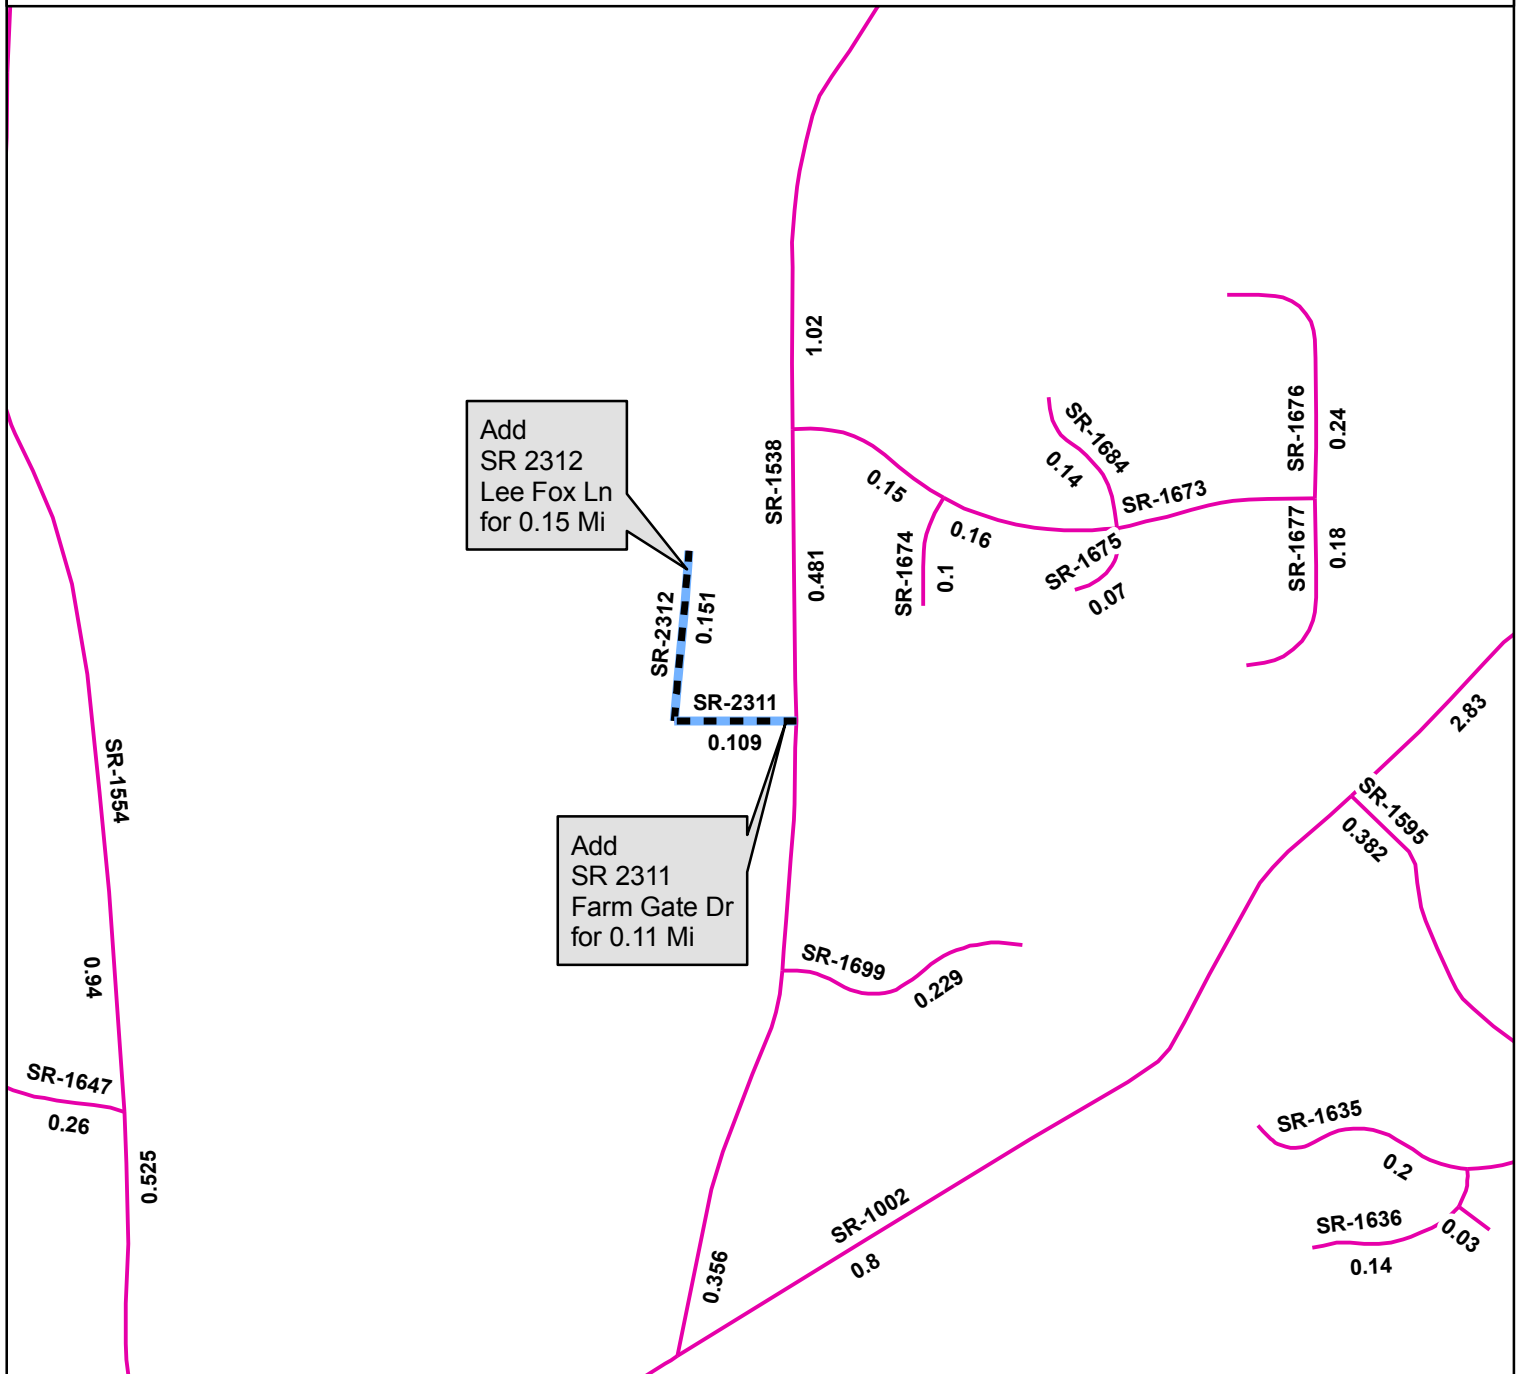 1.02
SR-1538
0.481
Add
SR 2312
Lee Fox Ln
for 0.15 Mi
SR-2312
0.151
SR-2311
0.109
Add
SR 2311
Farm Gate Dr
for 0.11 Mi
0.15
0.16
SR-1674
0.1
SR-1684
0.14
SR-1675
0.07
SR-1673
SR-1676
0.24
SR-1677
0.18
2.83
SR-1595
0.382
SR-1554
0.94
SR-1647
0.26
0.525
SR-1699
0.229
0.356
SR-1002
0.8
SR-1635
0.2
SR-1636
0.14
0.03